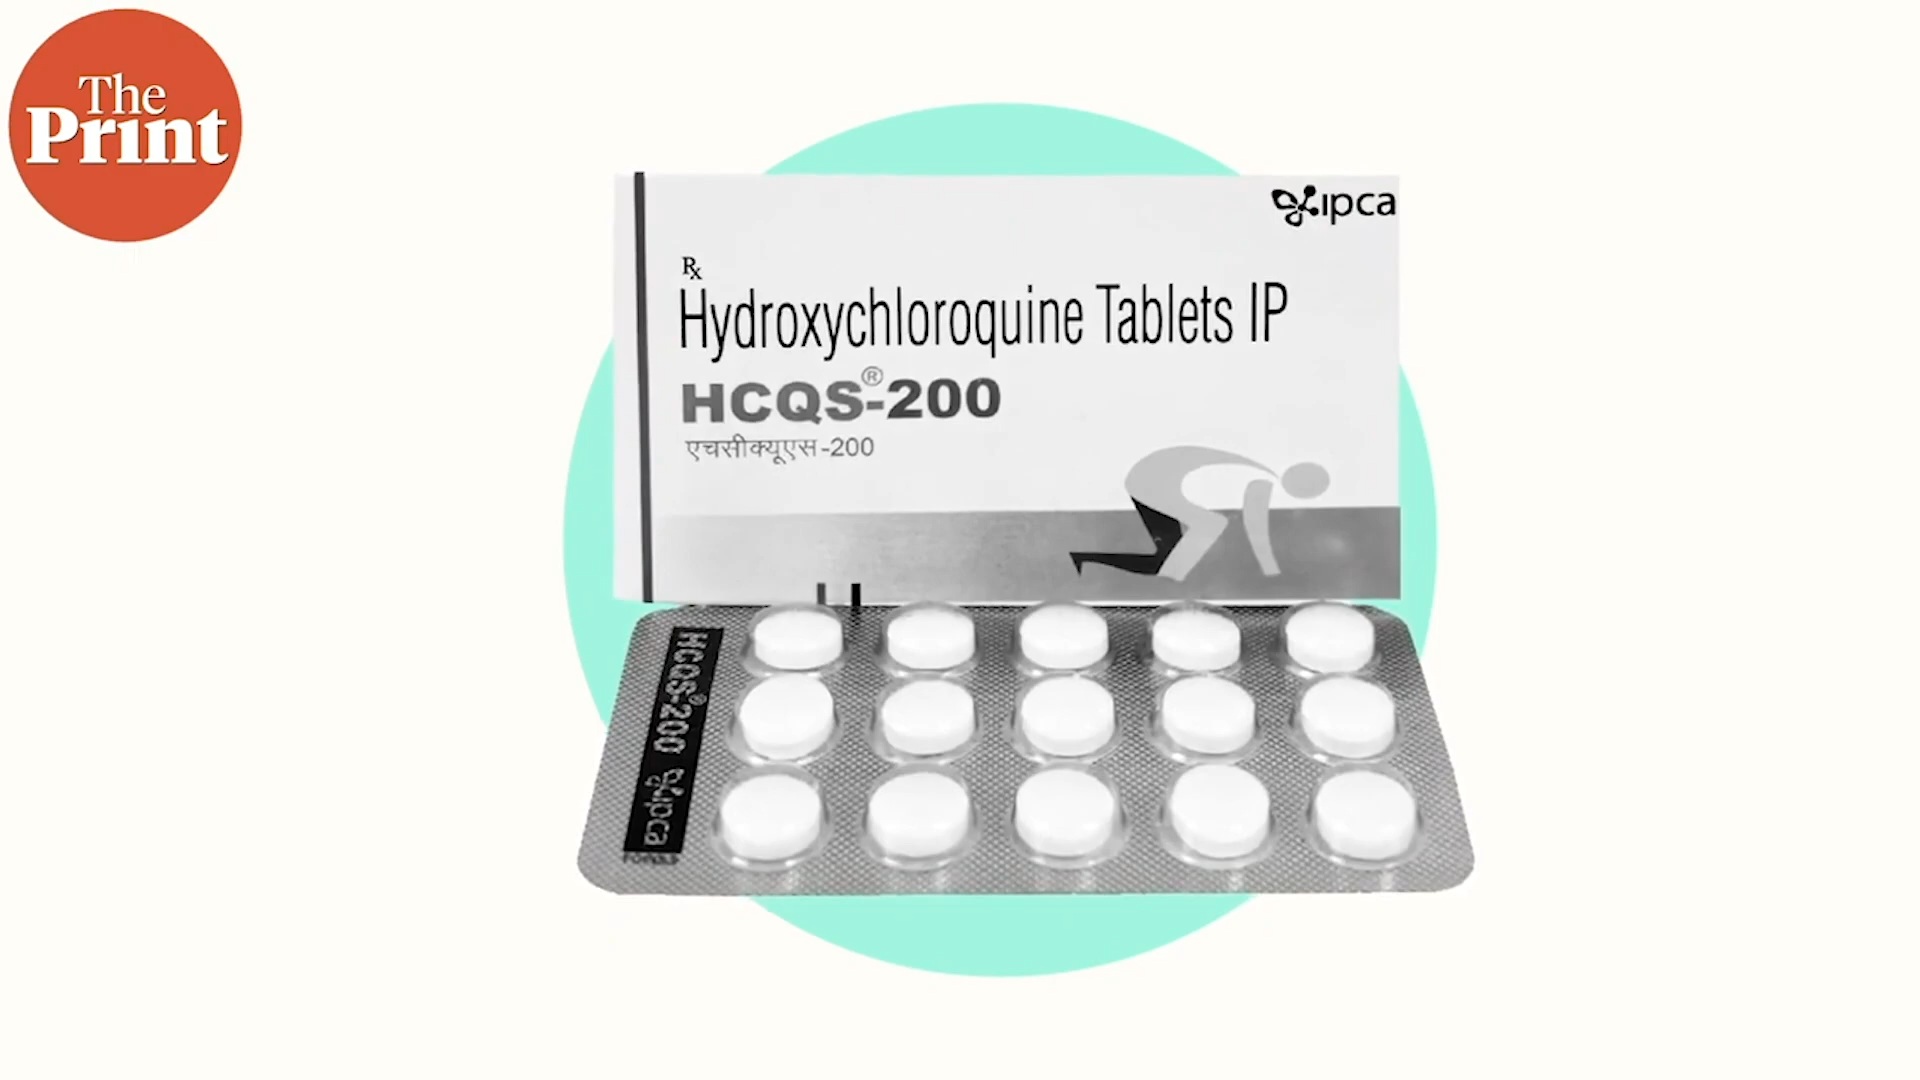 The
Print
ipca
Rx
Hydroxychloroquine Tablets IP
HCQS®-200
एचसीक्यूएस-200
HCQS®-200 ipca